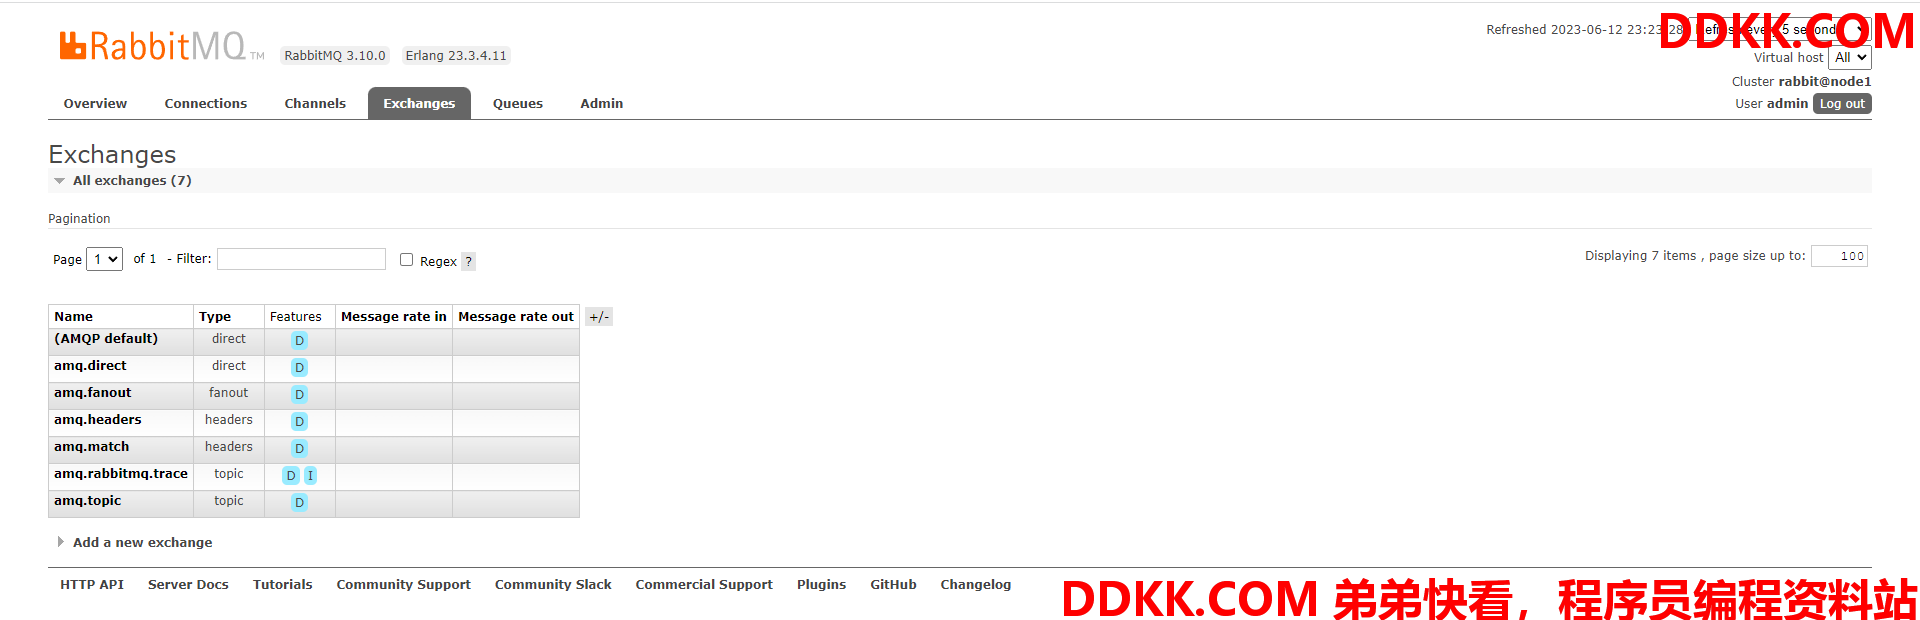 RabbitMQ TM RabbitMQ 3.10.0 Erlang 23.3.4.11
Refreshed 2023-06-12 23:23:28 Refresh every 5 seconds
DDKK.COM
Virtual host All
Cluster rabbit@node1
User admin Log out
Overview Connections Channels Exchanges Queues Admin
Exchanges
All exchanges (7)
Pagination
Page 1 of 1 - Filter: Regex ?
Displaying 7 items , page size up to: 100
Name Type Features Message rate in Message rate out +/-
(AMQP default) direct D
amq.direct direct D
amq.fanout fanout D
amq.headers headers D
amq.match headers D
amq.rabbitmq.trace topic D I
amq.topic topic D
Add a new exchange
HTTP API Server Docs Tutorials Community Support Community Slack Commercial Support Plugins GitHub Changelog
DDKK.COM 弟弟快看，程序员编程资料站